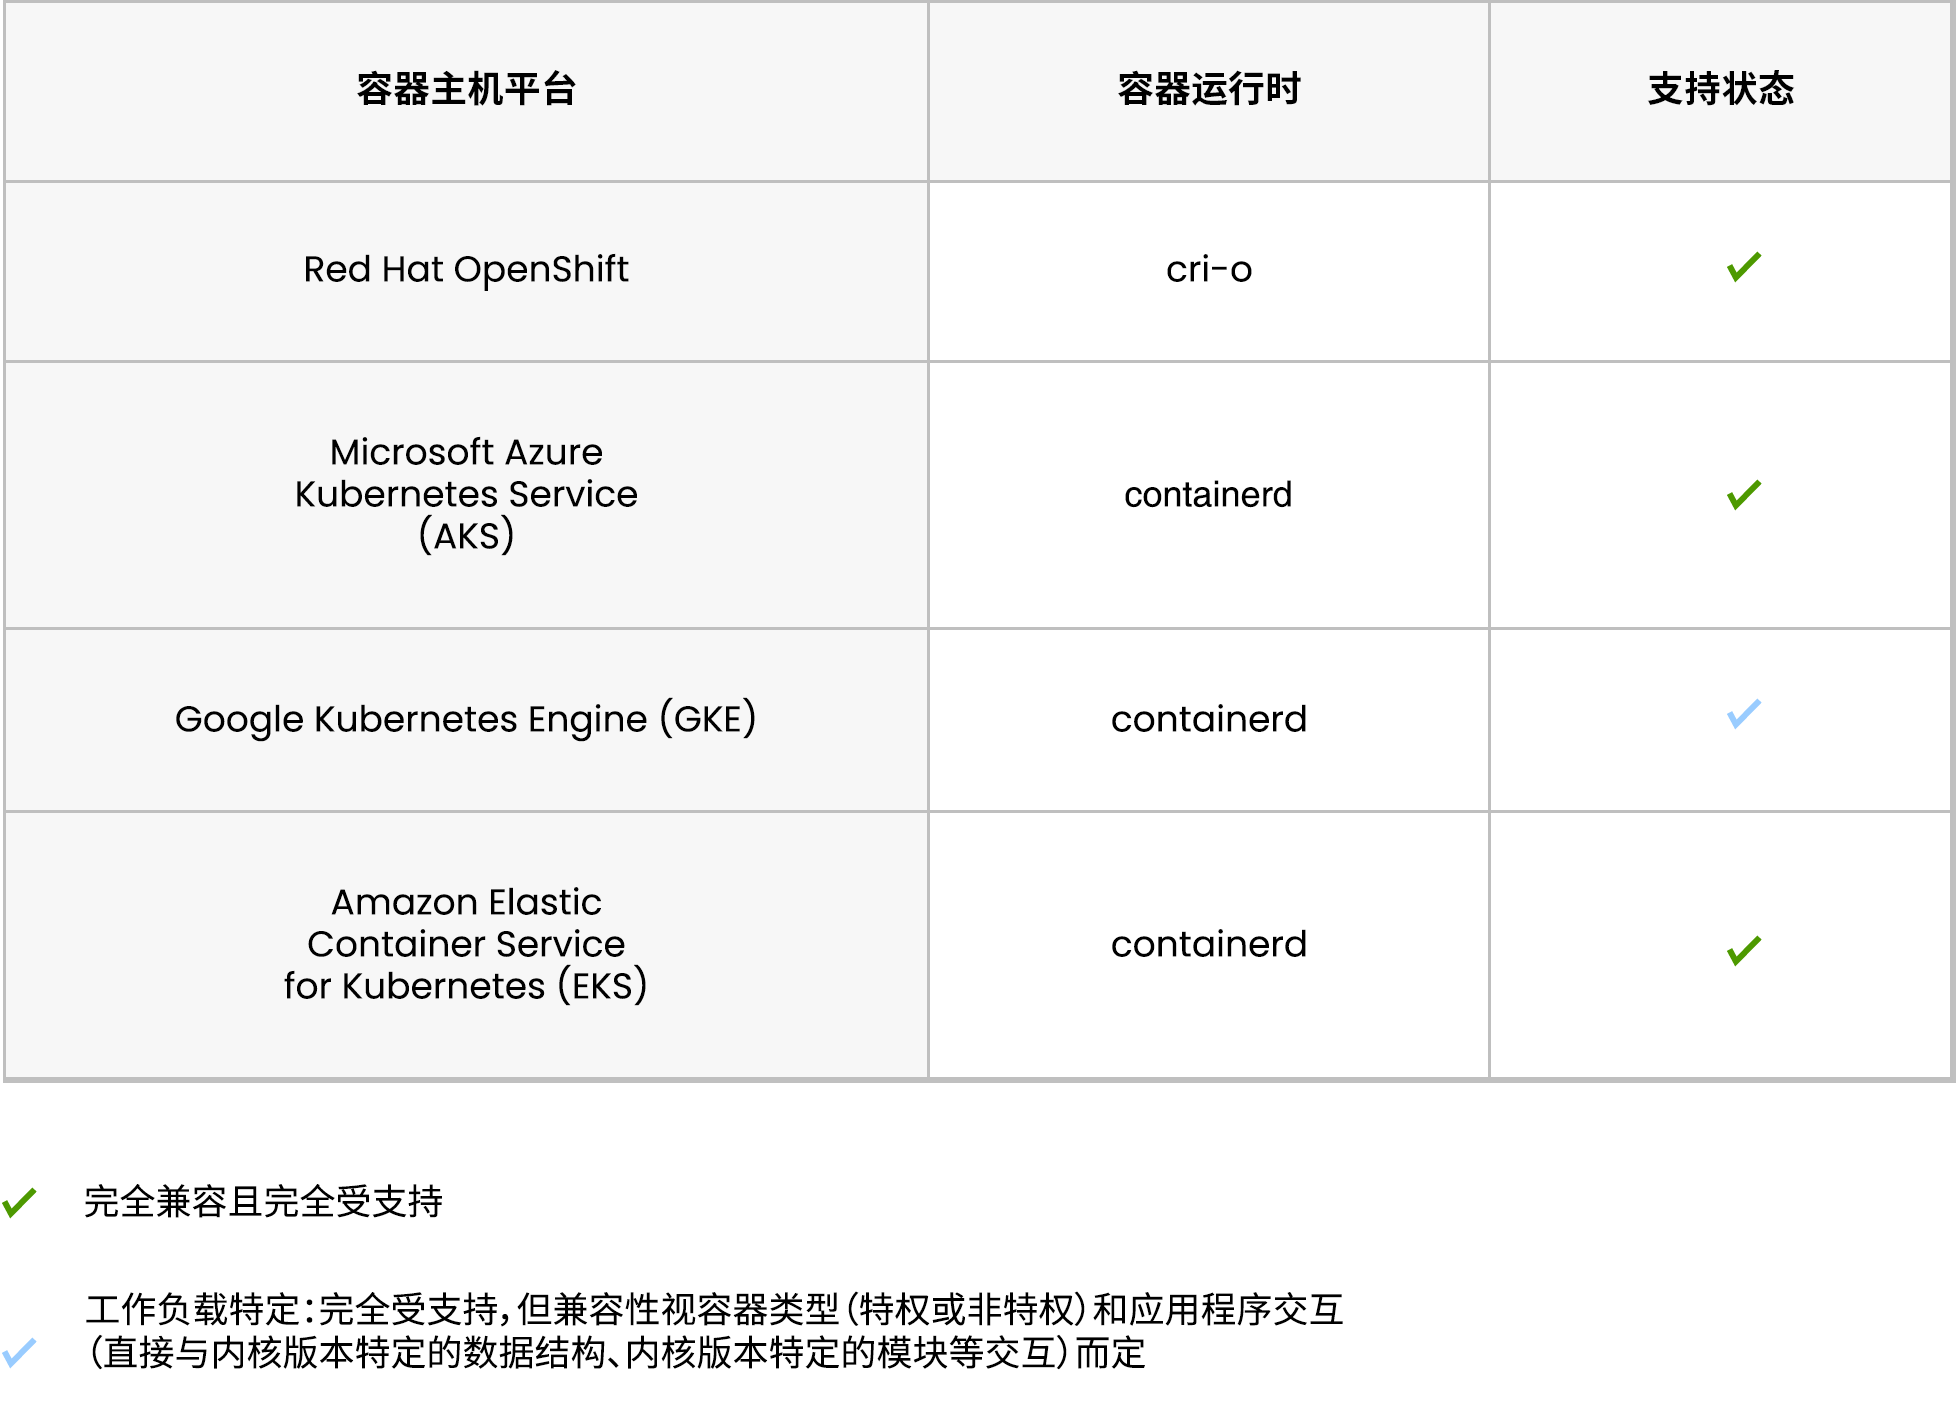 容器主机平台
容器运行时
支持状态
Red Hat OpenShift
cri-o
Microsoft Azure
Kubernetes Service
(AKS)
containerd
Google Kubernetes Engine (GKE)
containerd
Amazon Elastic
Container Service
for Kubernetes (EKS)
containerd
完全兼容且完全受支持
工作负载特定：完全受支持，但兼容性视容器类型（特权或非特权）和应用程序交互
（直接与内核版本特定的数据结构、内核版本特定的模块等交互）而定